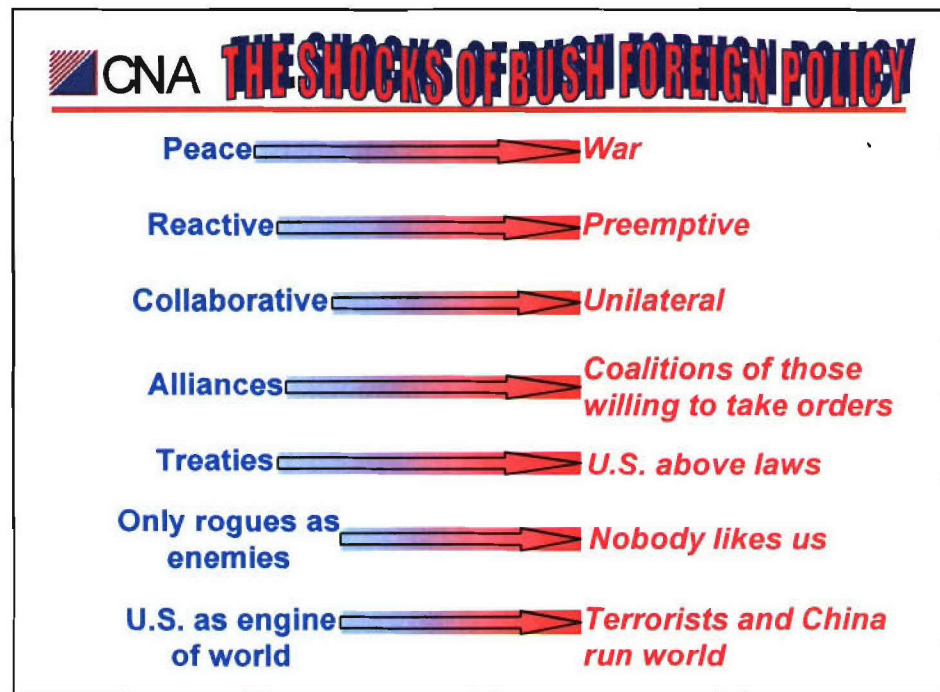 CNA THE SHOCKS OF BUSH FOREIGN POLICY
Peace War
Reactive Preemptive
Collaborative Unilateral
Alliances Coalitions of those
willing to take orders
Treaties U.S. above laws
Only rogues as
enemies Nobody likes us
U.S. as engine Terrorists and China
of world run world